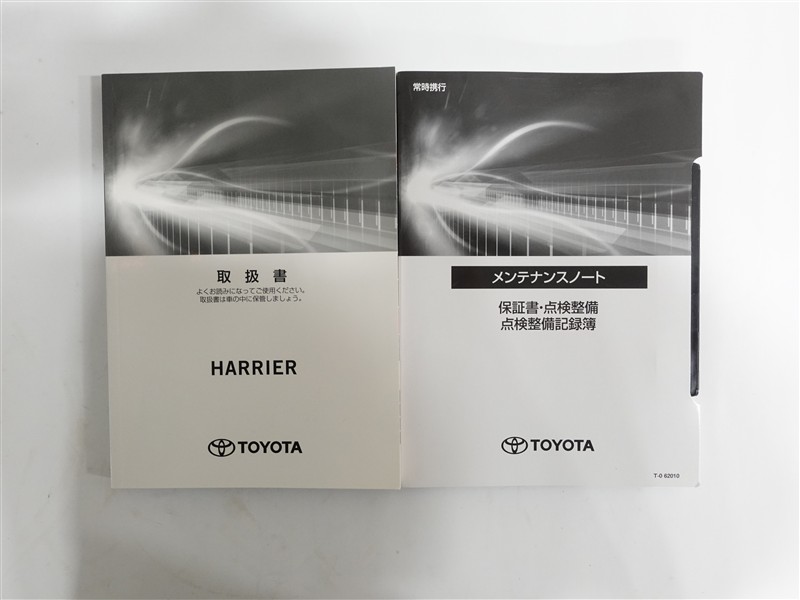 取扱書
よくお読みになってご使用ください。
取扱書は車の中に保管しましょう。
HARRIER
TOYOTA
常時携行
メンテナンスノート
保証書・点検整備
点検整備記録簿
TOYOTA
T-0 62010